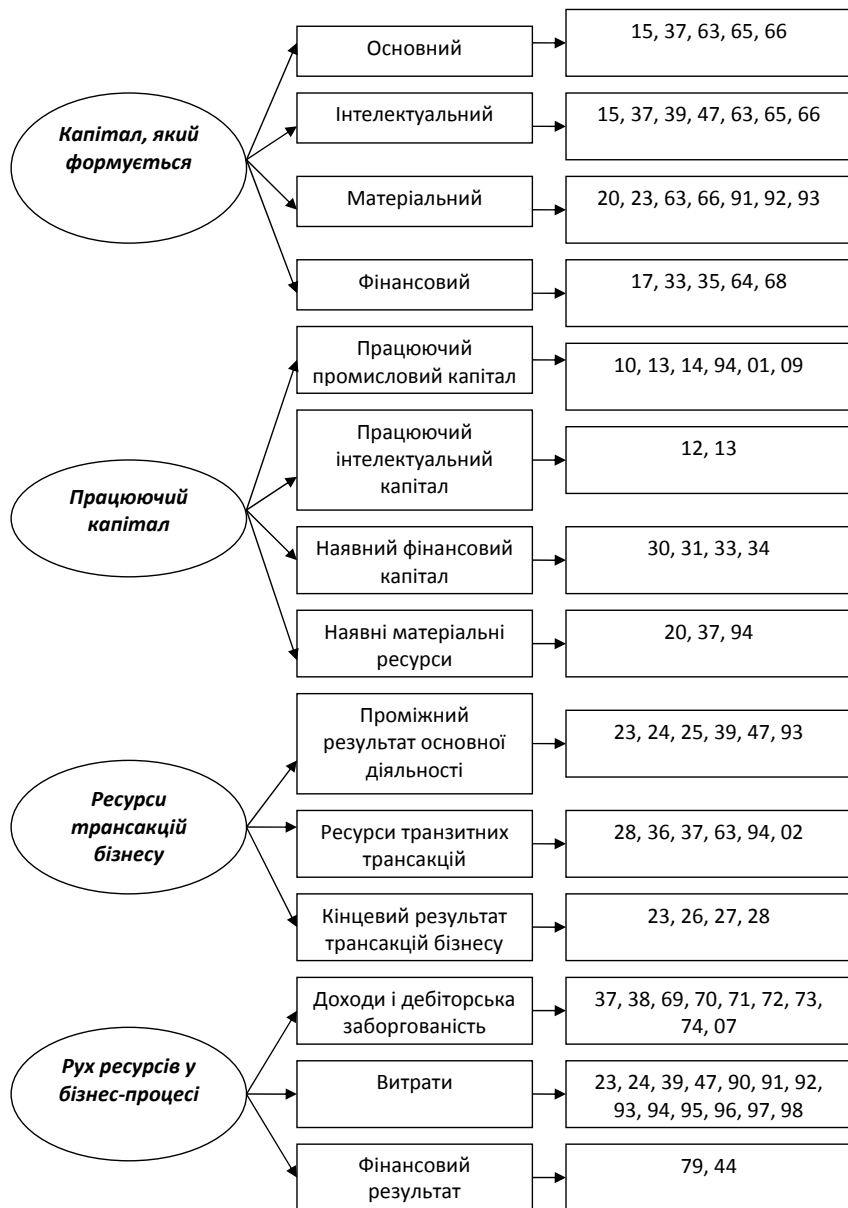 Капітал, який
формується
Основний
15, 37, 63, 65, 66
Інтелектуальний
15, 37, 39, 47, 63, 65, 66
Матеріальний
20, 23, 63, 66, 91, 92, 93
Фінансовий
17, 33, 35, 64, 68
Працюючий
капітал
Працюючий
промисловий капітал
10, 13, 14, 94, 01, 09
Працюючий
інтелектуальний
капітал
12, 13
Наявний фінансовий
капітал
30, 31, 33, 34
Наявні матеріальні
ресурси
20, 37, 94
Ресурси
трансакцій
бізнесу
Проміжний
результат основної
діяльності
23, 24, 25, 39, 47, 93
Ресурси транзитних
трансакцій
28, 36, 37, 63, 94, 02
Кінцевий результат
трансакцій бізнесу
23, 26, 27, 28
Рух ресурсів у
бізнес-процесі
Доходи і дебіторська
заборгованість
37, 38, 69, 70, 71, 72, 73,
74, 07
Витрати
23, 24, 39, 47, 90, 91, 92,
93, 94, 95, 96, 97, 98
Фінансовий
результат
79, 44